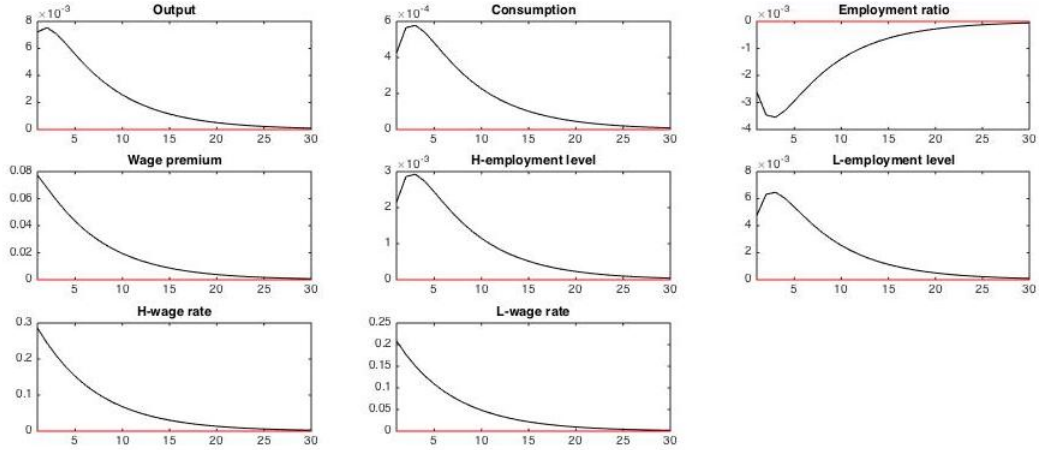 Output
×10⁻³
8
6
4
2
0
5 10 15 20 25 30
Consumption
×10⁻⁴
6
4
2
0
5 10 15 20 25 30
Employment ratio
×10⁻³
0
-1
-2
-3
-4
5 10 15 20 25 30
Wage premium
0.08
0.06
0.04
0.02
0
5 10 15 20 25 30
H-employment level
×10⁻³
3
2
1
0
5 10 15 20 25 30
L-employment level
×10⁻³
8
6
4
2
0
5 10 15 20 25 30
H-wage rate
0.3
0.2
0.1
0
5 10 15 20 25 30
L-wage rate
0.25
0.2
0.15
0.1
0.05
0
5 10 15 20 25 30